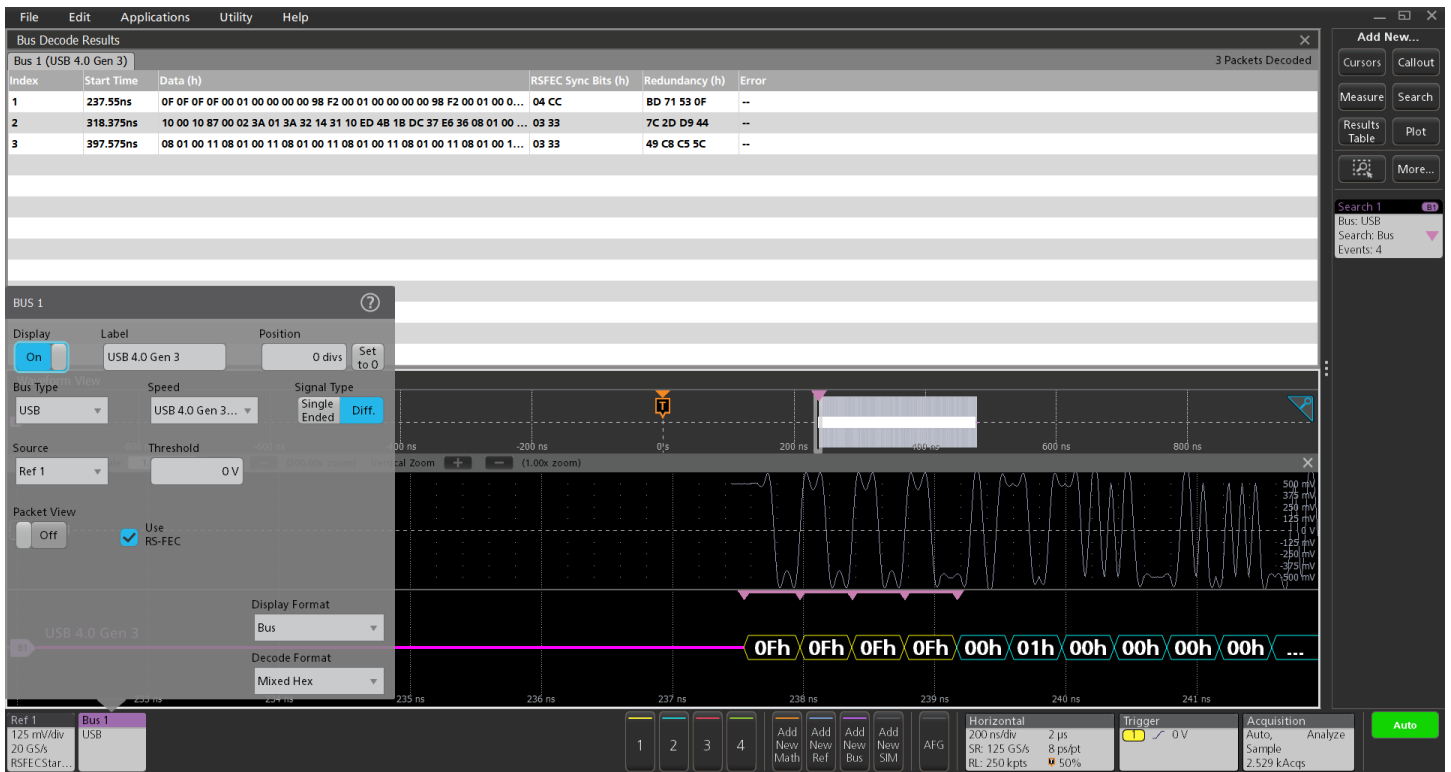 File Edit Applications Utility Help
Bus Decode Results
Bus 1 (USB 4.0 Gen 3) 3 Packets Decoded
Index Start Time Data (h) RSFEC Sync Bits (h) Redundancy (h) Error
1 237.55ns 0F 0F 0F 0F 00 01 00 00 00 00 98 F2 00 01 00 00 00 00 98 F2 00 01 00 0... 04 CC BD 71 53 0F --
2 318.375ns 10 00 10 87 00 02 3A 01 3A 32 14 31 10 ED 4B 1B DC 37 E6 36 08 01 00 ... 03 33 7C 2D D9 44 --
3 397.575ns 08 01 00 11 08 01 00 11 08 01 00 11 08 01 00 11 08 01 00 11 08 01 00 1... 03 33 49 C8 C5 5C --
BUS 1
Display Label Position
On USB 4.0 Gen 3 0 divs Set to 0
Waveform View
Bus Type Speed Signal Type
USB USB 4.0 Gen 3... Single Ended Diff.
Source Threshold
Ref 1 0 V
Packet View
Off Use RS-FEC
Display Format
Bus
Decode Format
Mixed Hex
T
-200 ns 0 s 200 ns 400 ns 600 ns 800 ns
Zoom (1.00x zoom)
500 mV
375 mV
250 mV
125 mV
0 V
-125 mV
-250 mV
-375 mV
-500 mV
USB 4.0 Gen 3
B1
0Fh 0Fh 0Fh 0Fh 00h 01h 00h 00h 00h 00h ...
233 ns 234 ns 235 ns 236 ns 237 ns 238 ns 239 ns 240 ns 241 ns
Add New...
Cursors Callout
Measure Search
Results Table Plot
More...
Search 1 B1
Bus: USB
Search: Bus
Events: 4
Ref 1
125 mV/div
20 GS/s
RSFECStar...
Bus 1
USB
1 2 3 4
Add New Math
Add New Ref
Add New Bus
Add New SIM
AFG
Horizontal
200 ns/div 2 µs
SR: 125 GS/s 8 ps/pt
RL: 250 kpts 50%
Trigger
1 0 V
Acquisition
Auto, Analyze
Sample
2.529 kAcqs
Auto